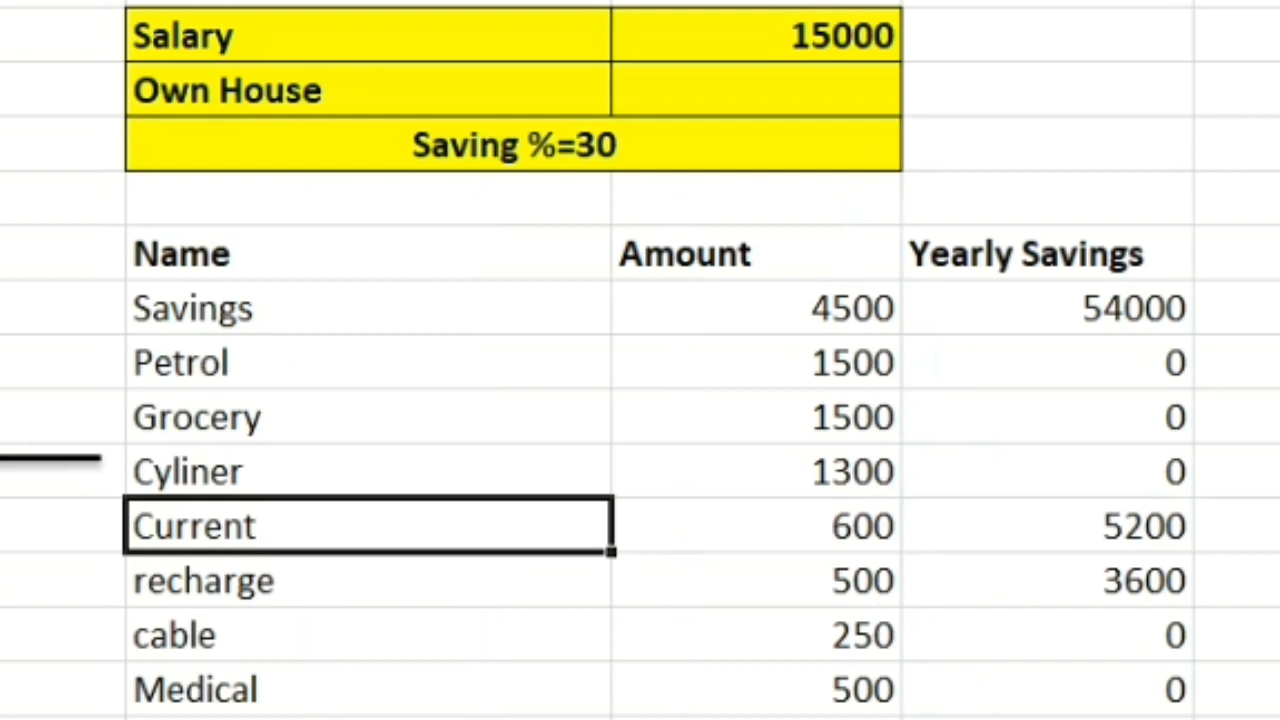 Salary 15000
Own House
Saving %=30
Name Amount Yearly Savings
Savings 4500 54000
Petrol 1500 0
Grocery 1500 0
Cyliner 1300 0
Current 600 5200
recharge 500 3600
cable 250 0
Medical 500 0